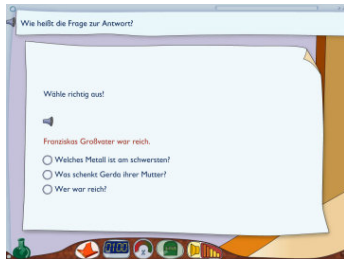 Wie heißt die Frage zur Antwort?
Wähle richtig aus!
Franziskas Großvater war reich.
Welches Metall ist am schwersten?
Was schenkt Gerda ihrer Mutter?
Wer war reich?